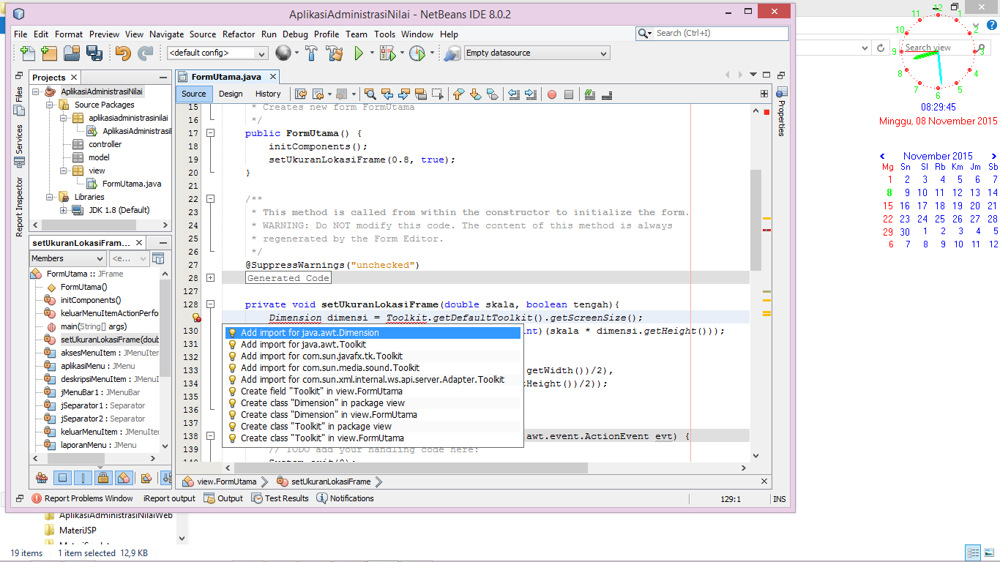 AplikasiAdministrasiNilai - NetBeans IDE 8.0.2
File Edit Format Preview View Navigate Source Refactor Run Debug Profile Team Tools Window Help
Search (Ctrl+I)
<default config>
Empty datasource
Projects
AplikasiAdministrasiNilai
Source Packages
aplikasiadministrasinilai
AplikasiAdministrasil
controller
model
view
FormUtama.java
Libraries
JDK 1.8 (Default)
Files
Services
Report Inspector
setUkuranLokasiFram...
Members
<e...
FormUtama :: JFrame
FormUtama()
initComponents()
keluarMenuItemActionPerfo
main(String[] args)
setUkuranLokasiFrame(doub
aksesMenuItem : JMenuIter
aplikasiMenu : JMenu
deskripsiMenuItem : JMenuI
jMenuBar1 : JMenuBar
jSeparator1 : Separator
jSeparator2 : Separator
keluarMenuItem : JMenuIter
laporanMenu : JMenu
FormUtama.java
Source Design History
15 * Creates new form FormUtama
16 */
17 public FormUtama() {
18 initComponents();
19 setUkuranLokasiFrame(0.8, true);
20 }
21
22 /**
23 * This method is called from within the constructor to initialize the form.
24 * WARNING: Do NOT modify this code. The content of this method is always
25 * regenerated by the Form Editor.
26 */
27 @SuppressWarnings("unchecked")
28 Generated Code
127
128 private void setUkuranLokasiFrame(double skala, boolean tengah){
Dimension dimensi = Toolkit.getDefaultToolkit().getScreenSize();
130 nt)(skala * dimensi.getHeight()));
131
132
133 getWidth())/2),
134 tHeight())/2));
135
136
137
138 awt.event.ActionEvent evt) {
139 // TODO add your handling code here:
140 System.exit(0);
Add import for java.awt.Dimension
Add import for java.awt.Toolkit
Add import for com.sun.javafx.tk.Toolkit
Add import for com.sun.media.sound.Toolkit
Add import for com.sun.xml.internal.ws.api.server.Adapter.Toolkit
Create field "Toolkit" in view.FormUtama
Create class "Dimension" in package view
Create class "Dimension" in view.FormUtama
Create class "Toolkit" in package view
Create class "Toolkit" in view.FormUtama
Properties
view.FormUtama setUkuranLokasiFrame
Report Problems Window iReport output Output Test Results Notifications
129:1 INS
AplikasiAdministrasiNilaiWeb
MateriJSP
19 items 1 item selected 12,9 KB
Search view
12
1
2
3
4
5
6
7
8
9
10
11
08:29:45
Minggu, 08 November 2015
< November 2015 >
Mg Sn Sl Rb Km Jm Sb
1 2 3 4 5 6 7
8 9 10 11 12 13 14
15 16 17 18 19 20 21
22 23 24 25 26 27 28
29 30 1 2 3 4 5
6 7 8 9 10 11 12